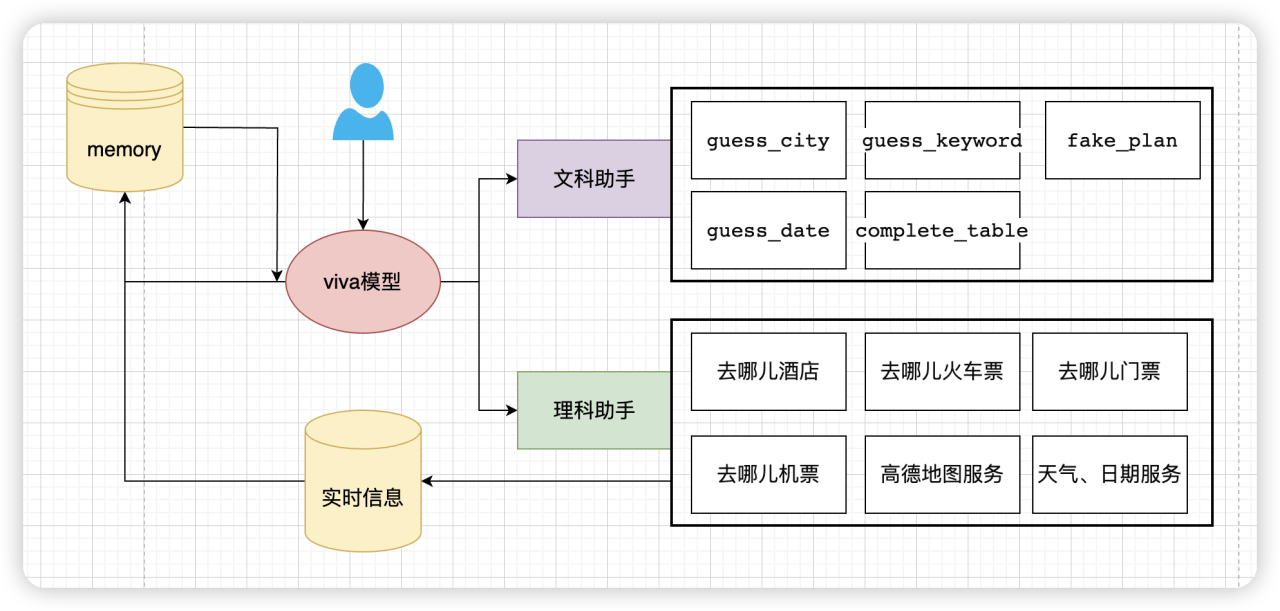 memory
viva模型
文科助手
guess_city
guess_keyword
fake_plan
guess_date
complete_table
理科助手
去哪儿酒店
去哪儿火车票
去哪儿门票
去哪儿机票
高德地图服务
天气、日期服务
实时信息